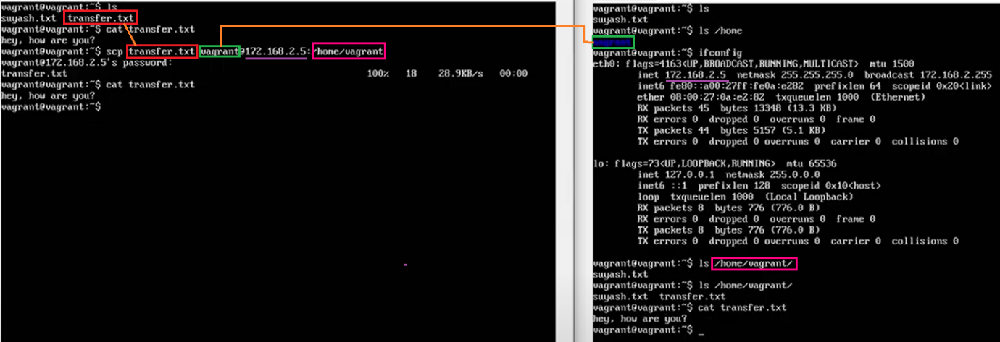 vagrant@vagrant:~$ ls
suyash.txt transfer.txt
vagrant@vagrant:~$ cat transfer.txt
hey, how are you?
vagrant@vagrant:~$ scp transfer.txt vagrant@172.168.2.5:/home/vagrant
vagrant@172.168.2.5's password:
transfer.txt 100% 18 28.9KB/s 00:00
vagrant@vagrant:~$ cat transfer.txt
hey, how are you?
vagrant@vagrant:~$
vagrant@vagrant:~$ ls
suyash.txt
vagrant@vagrant:~$ ls /home
vagrant
vagrant@vagrant:~$ ifconfig
eth0: flags=4163<UP,BROADCAST,RUNNING,MULTICAST> mtu 1500
inet 172.168.2.5 netmask 255.255.255.0 broadcast 172.168.2.255
inet6 fe80::a00:27ff:fe0a:e282 prefixlen 64 scopeid 0x20<link>
ether 08:00:27:0a:e2:82 txqueuelen 1000 (Ethernet)
RX packets 45 bytes 13348 (13.3 KB)
RX errors 0 dropped 0 overruns 0 frame 0
TX packets 44 bytes 5157 (5.1 KB)
TX errors 0 dropped 0 overruns 0 carrier 0 collisions 0
lo: flags=73<UP,LOOPBACK,RUNNING> mtu 65536
inet 127.0.0.1 netmask 255.0.0.0
inet6 ::1 prefixlen 128 scopeid 0x10<host>
loop txqueuelen 1000 (Local Loopback)
RX packets 8 bytes 776 (776.0 B)
RX errors 0 dropped 0 overruns 0 frame 0
TX packets 8 bytes 776 (776.0 B)
TX errors 0 dropped 0 overruns 0 carrier 0 collisions 0
vagrant@vagrant:~$ ls /home/vagrant/
suyash.txt
vagrant@vagrant:~$ ls /home/vagrant/
suyash.txt transfer.txt
vagrant@vagrant:~$ cat transfer.txt
hey, how are you?
vagrant@vagrant:~$ _